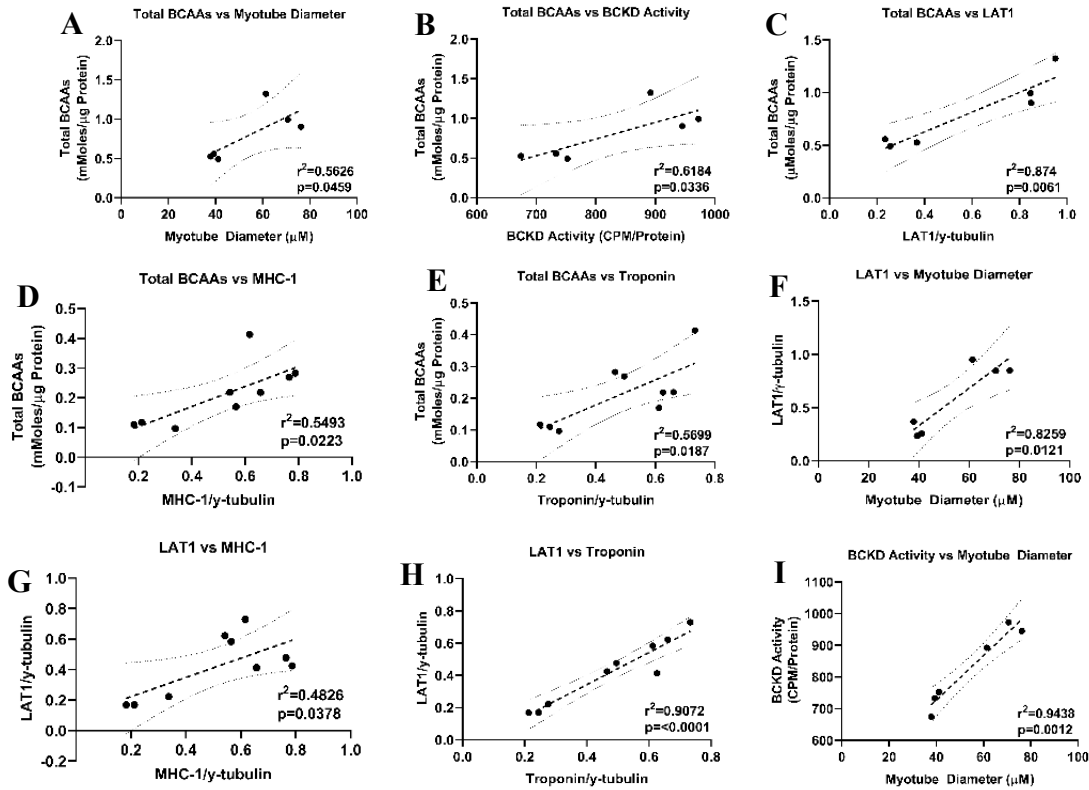 A
Total BCAAs vs Myotube Diameter
Total BCAAs
(mMoles/μg Protein)
2.0
1.5
1.0
0.5
0.0
0 20 40 60 80 100
r²=0.5626
p=0.0459
Myotube Diameter (μM)
B
Total BCAAs vs BCKD Activity
Total BCAAs
(mMoles/μg Protein)
2.0
1.5
1.0
0.5
0.0
600 700 800 900 1000
r²=0.6184
p=0.0336
BCKD Activity (CPM/Protein)
C
Total BCAAs vs LAT1
Total BCAAs
(μMoles/μg Protein)
1.5
1.0
0.5
0.0
0.0 0.2 0.4 0.6 0.8 1.0
r²=0.874
p=0.0061
LAT1/y-tubulin
D
Total BCAAs vs MHC-1
Total BCAAs
(mMoles/μg Protein)
0.5
0.4
0.3
0.2
0.1
0.0
-0.1
0.2 0.4 0.6 0.8 1.0
r²=0.5493
p=0.0223
MHC-1/y-tubulin
E
Total BCAAs vs Troponin
Total BCAAs
(mMoles/μg Protein)
0.5
0.4
0.3
0.2
0.1
0.0
0.0 0.2 0.4 0.6 0.8
r²=0.5699
p=0.0187
Troponin/y-tubulin
F
LAT1 vs Myotube Diameter
LAT1/γ-tubulin
1.5
1.0
0.5
0.0
0 20 40 60 80 100
r²=0.8259
p=0.0121
Myotube Diameter (μM)
G
LAT1 vs MHC-1
LAT1/y-tubulin
1.0
0.8
0.6
0.4
0.2
0.0
-0.2
0.2 0.4 0.6 0.8 1.0
r²=0.4826
p=0.0378
MHC-1/y-tubulin
H
LAT1 vs Troponin
LAT1/y-tubulin
1.0
0.8
0.6
0.4
0.2
0.0
0.0 0.2 0.4 0.6 0.8
r²=0.9072
p=<0.0001
Troponin/y-tubulin
I
BCKD Activity vs Myotube Diameter
BCKD Activity
(CPM/Protein)
1100
1000
900
800
700
600
0 20 40 60 80 100
r²=0.9438
p=0.0012
Myotube Diameter (μM)